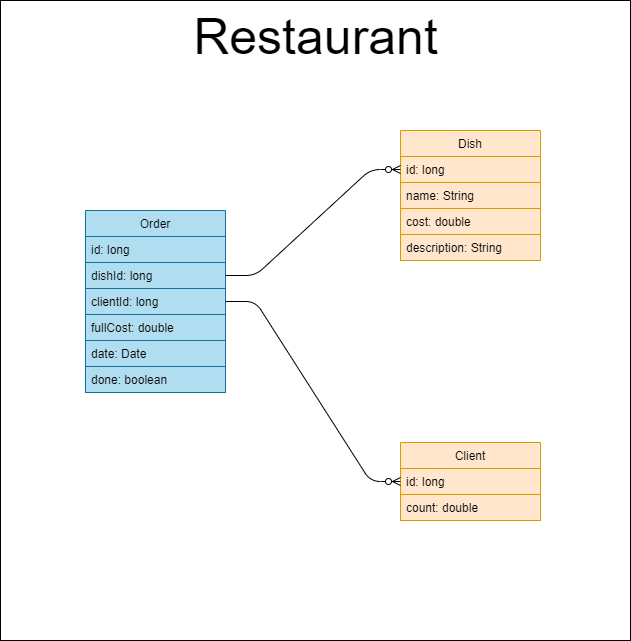 Restaurant
Order
id: long
dishId: long
clientId: long
fullCost: double
date: Date
done: boolean
Dish
id: long
name: String
cost: double
description: String
Client
id: long
count: double